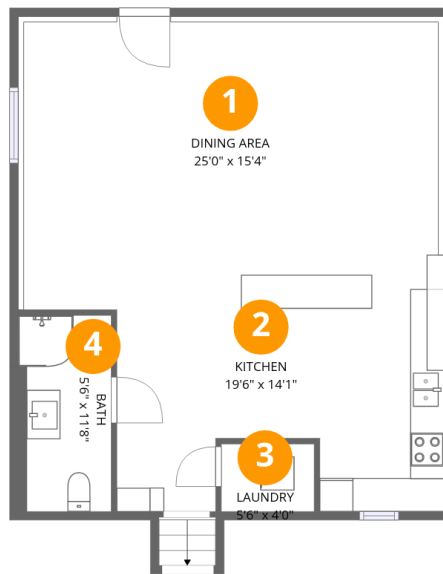 1
DINING AREA
25'0" x 15'4"
2
KITCHEN
19'6" x 14'1"
4
BATH
5'6" x 11'8"
3
LAUNDRY
5'6" x 4'0"